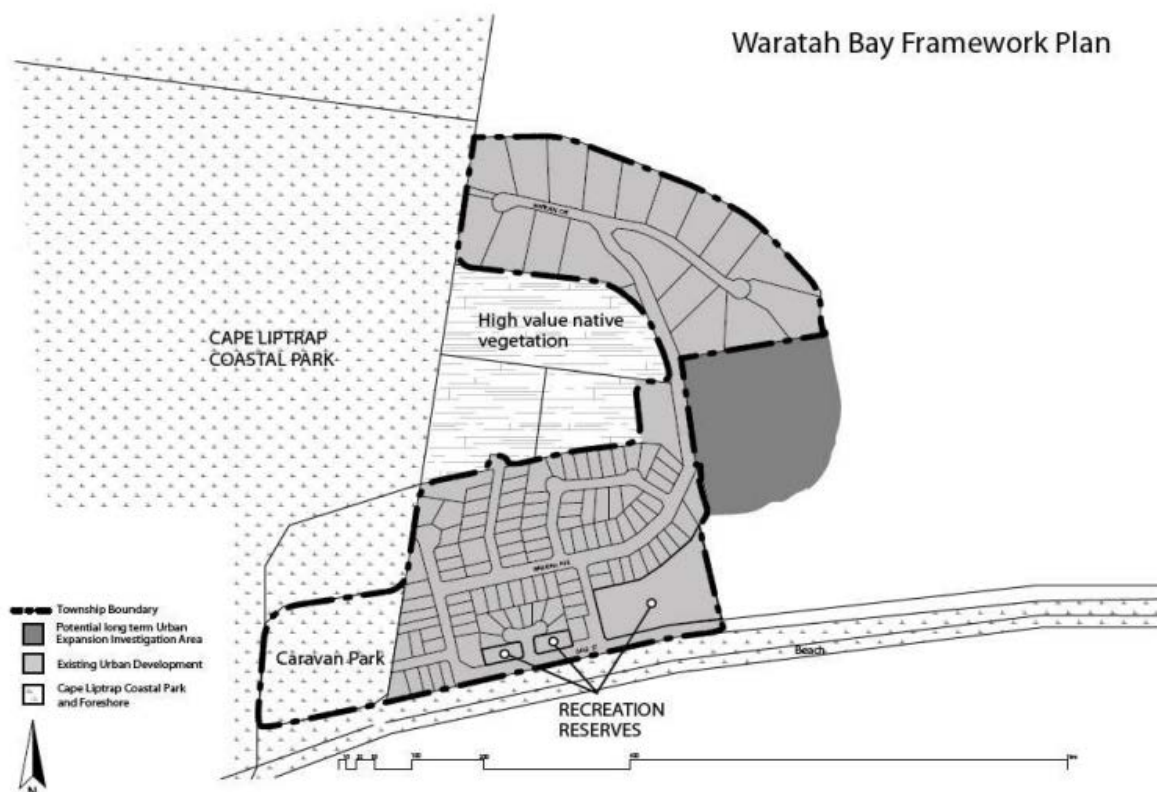 Waratah Bay Framework Plan
CAPE LIPTRAP
COASTAL PARK
High value native
vegetation
Township Boundary
Potential long term Urban
Expansion Investigation Area
Existing Urban Development
Cape Liptrap Coastal Park
and Foreshore
Caravan Park
Beach
RECREATION
RESERVES
N